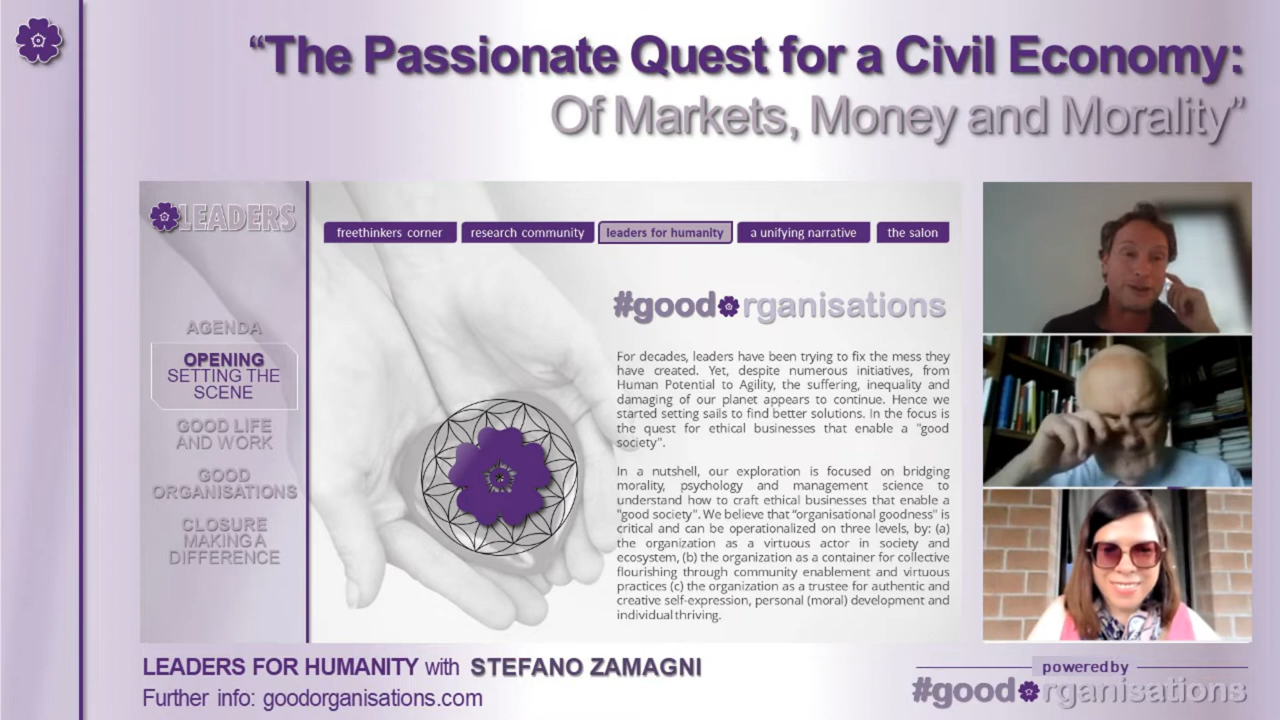 “The Passionate Quest for a Civil Economy:
Of Markets, Money and Morality”
LEADERS
freethinkers corner
research community
leaders for humanity
a unifying narrative
the salon
AGENDA
OPENING
SETTING THE
SCENE
GOOD LIFE
AND WORK
GOOD
ORGANISATIONS
CLOSURE
MAKING A
DIFFERENCE
#goodorganisations
For decades, leaders have been trying to fix the mess they
have created. Yet, despite numerous initiatives, from
Human Potential to Agility, the suffering, inequality and
damaging of our planet appears to continue. Hence we
started setting sails to find better solutions. In the focus is
the quest for ethical businesses that enable a "good
society".
In a nutshell, our exploration is focused on bridging
morality, psychology and management science to
understand how to craft ethical businesses that enable a
"good society". We believe that “organisational goodness" is
critical and can be operationalized on three levels, by: (a)
the organization as a virtuous actor in society and
ecosystem, (b) the organization as a container for collective
flourishing through community enablement and virtuous
practices (c) the organization as a trustee for authentic and
creative self-expression, personal (moral) development and
individual thriving.
LEADERS FOR HUMANITY with STEFANO ZAMAGNI
Further info: goodorganisations.com
powered by
#goodorganisations